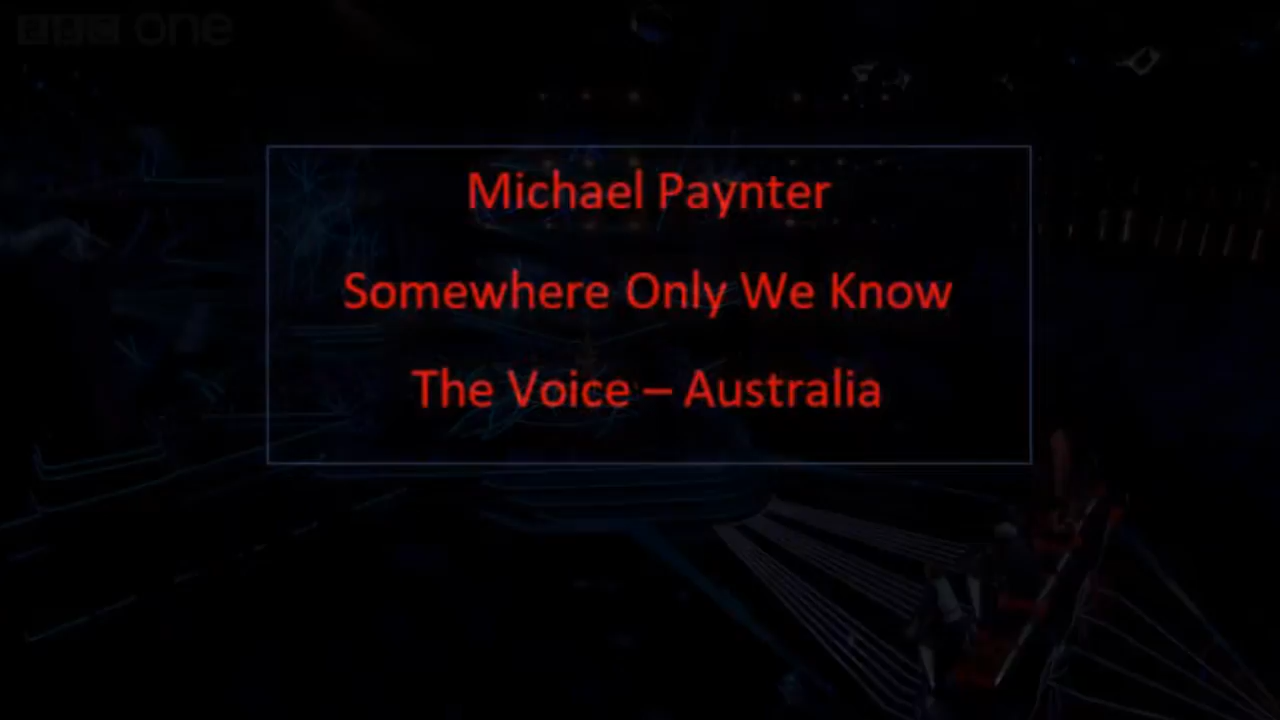 BBC one
Michael Paynter
Somewhere Only We Know
The Voice – Australia